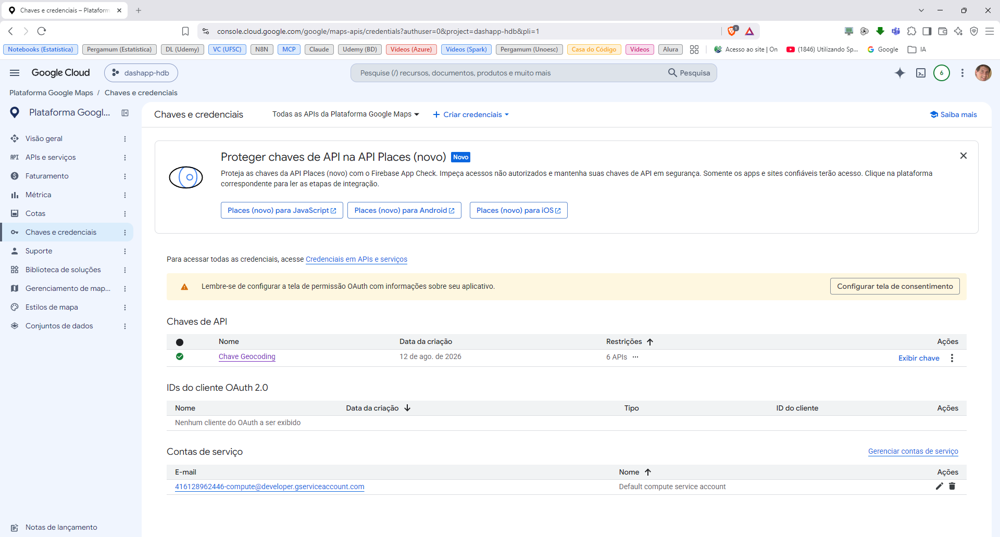 Chaves e credenciais – Plataform
console.cloud.google.com/google/maps-apis/credentials?authuser=0&project=dashapp-hdb&pli=1
1
Notebooks (Estatística) Pergamum (Estatística) DL (Udemy) VC (UFSC) N8N MCP Claude Udemy (BD) Vídeos (Azure) Vídeos (Spark) Pergamum (Unoesc) Casa do Código Vídeos Alura Acesso ao site | On (1846) Utilizando Sp... Google IA
Google Cloud dashapp-hdb Pesquise (/) recursos, documentos, produtos e muito mais Pesquisa 6
Plataforma Google Maps / Chaves e credenciais
Plataforma Googl...
Visão geral
API APIs e serviços
Faturamento
Métrica
Cotas
Chaves e credenciais
Suporte
Biblioteca de soluções
Gerenciamento de map...
Estilos de mapa
Conjuntos de dados
Notas de lançamento
Chaves e credenciais Todas as APIs da Plataforma Google Maps + Criar credenciais Saiba mais
Proteger chaves de API na API Places (novo) Novo
Proteja as chaves da API Places (novo) com o Firebase App Check. Impeça acessos não autorizados e mantenha suas chaves de API em segurança. Somente os apps e sites confiáveis terão acesso. Clique na plataforma
correspondente para ler as etapas de integração.
Places (novo) para JavaScript Places (novo) para Android Places (novo) para iOS
Para acessar todas as credenciais, acesse Credenciais em APIs e serviços
Lembre-se de configurar a tela de permissão OAuth com informações sobre seu aplicativo. Configurar tela de consentimento
Chaves de API
Nome Data da criação Restrições Ações
Chave Geocoding 12 de ago. de 2026 6 APIs ... Exibir chave
IDs do cliente OAuth 2.0
Nome Data da criação Tipo ID do cliente Ações
Nenhum cliente do OAuth a ser exibido
Contas de serviço Gerenciar contas de serviço
E-mail Nome Ações
416128962446-compute@developer.gserviceaccount.com Default compute service account